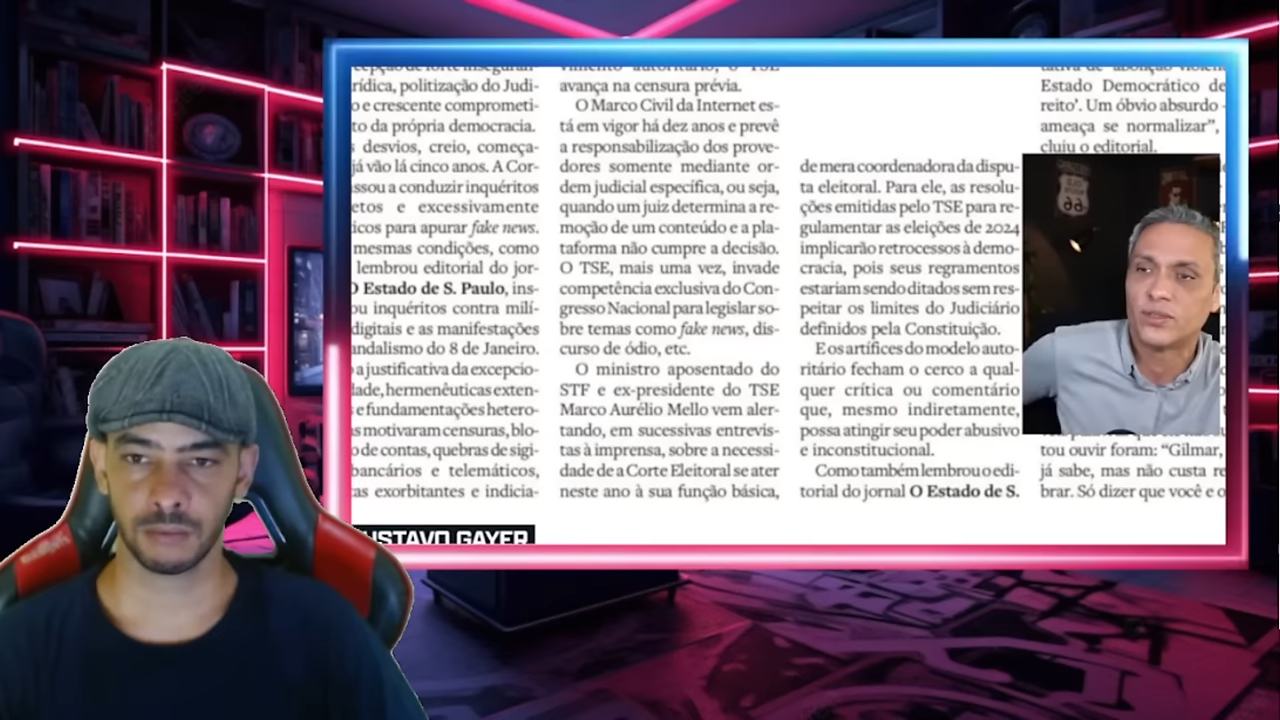 rídica, politização do Judi-
o e crescente comprometi-
to da própria democracia.
desvios, creio, começa-
já vão lá cinco anos. A Cor-
ssou a conduzir inquéritos
etos e excessivamente
icos para apurar fake news.
mesmas condições, como
lembrou editorial do jor-
O Estado de S. Paulo, ins-
ou inquéritos contra milí-
digitais e as manifestações
andalismo do 8 de Janeiro.
a justificativa da excepcio-
dade, hermenêuticas exten-
e fundamentações hetero-
s motivaram censuras, blo-
o de contas, quebras de sigi-
bancários e telemáticos,
as exorbitantes e indicia-
vimento autoritário, o TSE
avança na censura prévia.
O Marco Civil da Internet es-
tá em vigor há dez anos e prevê
a responsabilização dos prove-
dores somente mediante or-
dem judicial específica, ou seja,
quando um juiz determina a re-
moção de um conteúdo e a pla-
taforma não cumpre a decisão.
O TSE, mais uma vez, invade
competência exclusiva do Con-
gresso Nacional para legislar so-
bre temas como fake news, dis-
curso de ódio, etc.
O ministro aposentado do
STF e ex-presidente do TSE
Marco Aurélio Mello vem aler-
tando, em sucessivas entrevis-
tas à imprensa, sobre a necessi-
dade de a Corte Eleitoral se ater
neste ano à sua função básica,
de mera coordenadora da dispu-
ta eleitoral. Para ele, as resolu-
ções emitidas pelo TSE para re-
gulamentar as eleições de 2024
implicarão retrocessos à demo-
cracia, pois seus regramentos
estariam sendo ditados sem res-
peitar os limites do Judiciário
definidos pela Constituição.
E os artífices do modelo auto-
ritário fecham o cerco a qual-
quer crítica ou comentário
que, mesmo indiretamente,
possa atingir seu poder abusivo
e inconstitucional.
Como também lembrou o edi-
torial do jornal O Estado de S.
tativa de abolição violen
Estado Democrático de
reito'. Um óbvio absurdo -
ameaça se normalizar",
cluiu o editorial.
66
tou ouvir foram: "Gilmar,
já sabe, mas não custa re
brar. Só dizer que você e o
USTAVO GAYER